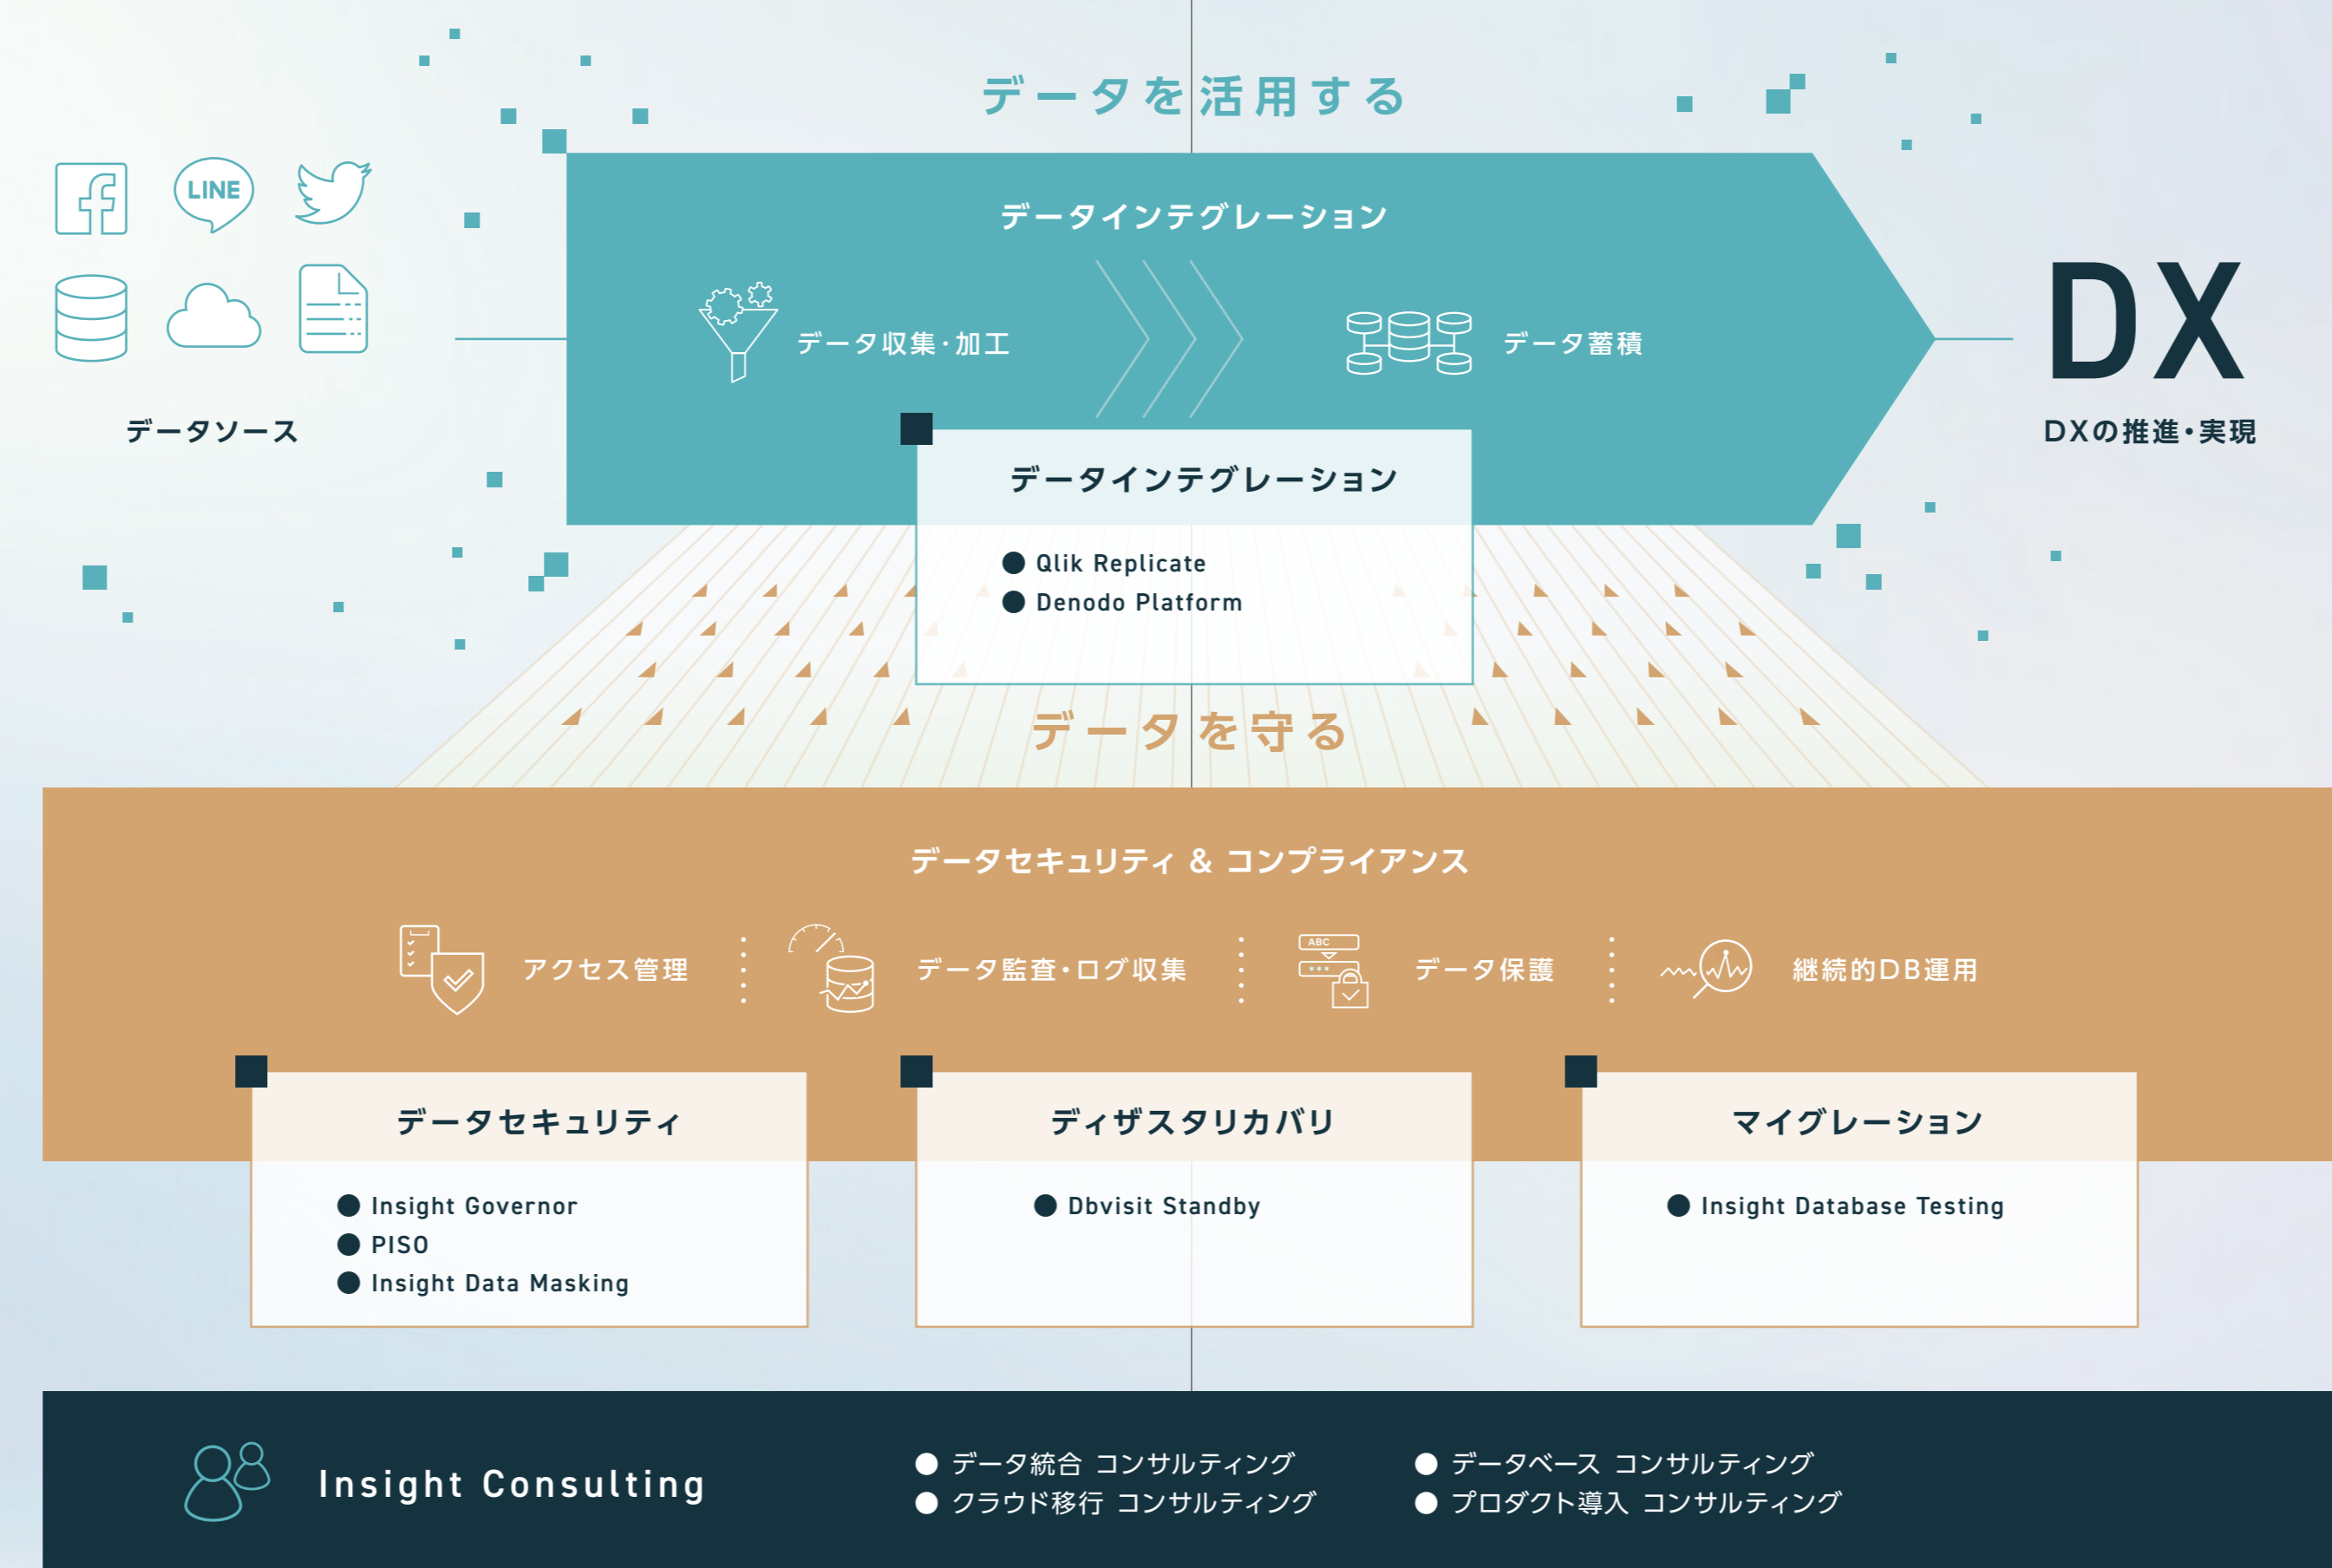 データを活用する
LINE
データソース
データインテグレーション
データ収集・加工
データ蓄積
DX
DXの推進・実現
データインテグレーション
Qlik Replicate
Denodo Platform
データを守る
データセキュリティ & コンプライアンス
アクセス管理
データ監査・ログ収集
ABC
***
データ保護
継続的DB運用
データセキュリティ
Insight Governor
PISO
Insight Data Masking
ディザスタリカバリ
Dbvisit Standby
マイグレーション
Insight Database Testing
Insight Consulting
データ統合 コンサルティング
クラウド移行 コンサルティング
データベース コンサルティング
プロダクト導入 コンサルティング